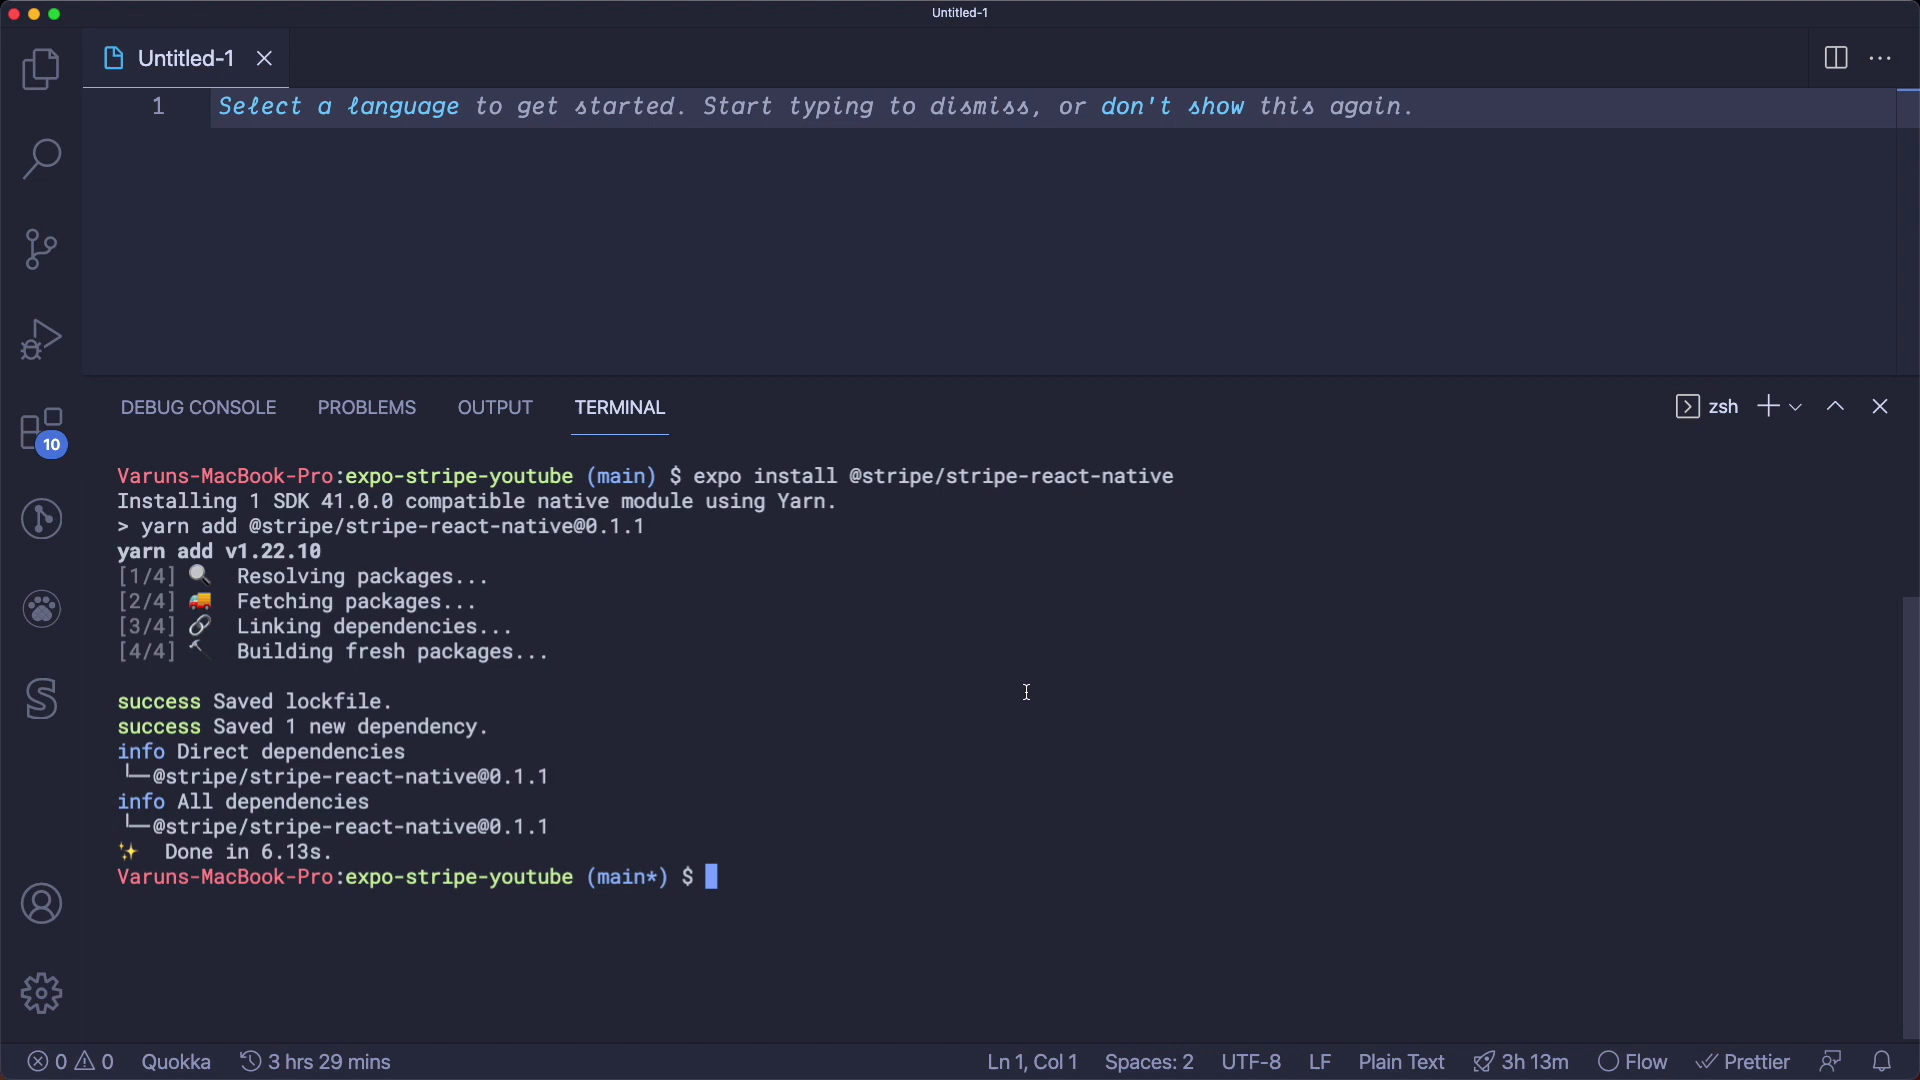 Untitled-1
Untitled-1
1 Select a language to get started. Start typing to dismiss, or don't show this again.
DEBUG CONSOLE PROBLEMS OUTPUT TERMINAL zsh
10
Varuns-MacBook-Pro:expo-stripe-youtube (main) $ expo install @stripe/stripe-react-native
Installing 1 SDK 41.0.0 compatible native module using Yarn.
> yarn add @stripe/stripe-react-native@0.1.1
yarn add v1.22.10
[1/4] 🔍 Resolving packages...
[2/4] 🚚 Fetching packages...
[3/4] 🔗 Linking dependencies...
[4/4] 🔨 Building fresh packages...
success Saved lockfile.
success Saved 1 new dependency.
info Direct dependencies
└─@stripe/stripe-react-native@0.1.1
info All dependencies
└─@stripe/stripe-react-native@0.1.1
✨ Done in 6.13s.
Varuns-MacBook-Pro:expo-stripe-youtube (main*) $
0 0 Quokka 3 hrs 29 mins Ln 1, Col 1 Spaces: 2 UTF-8 LF Plain Text 3h 13m Flow Prettier